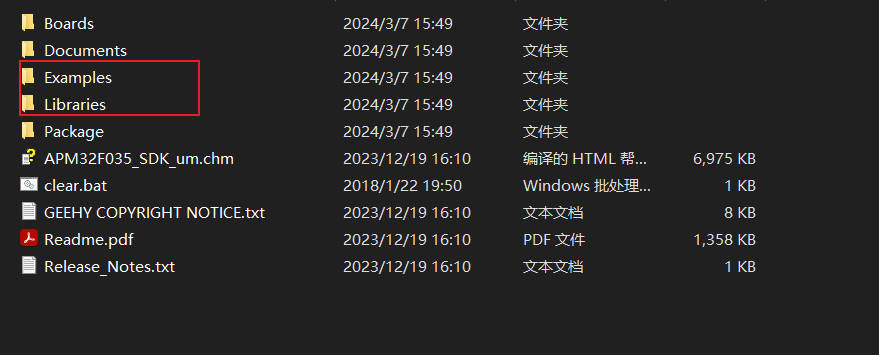 Boards 2024/3/7 15:49 文件夹
Documents 2024/3/7 15:49 文件夹
Examples 2024/3/7 15:49 文件夹
Libraries 2024/3/7 15:49 文件夹
Package 2024/3/7 15:49 文件夹
APM32F035_SDK_um.chm 2023/12/19 16:10 编译的 HTML 帮... 6,975 KB
clear.bat 2018/1/22 19:50 Windows 批处理... 1 KB
GEEHY COPYRIGHT NOTICE.txt 2023/12/19 16:10 文本文档 8 KB
Readme.pdf 2023/12/19 16:10 PDF 文件 1,358 KB
Release_Notes.txt 2023/12/19 16:10 文本文档 1 KB